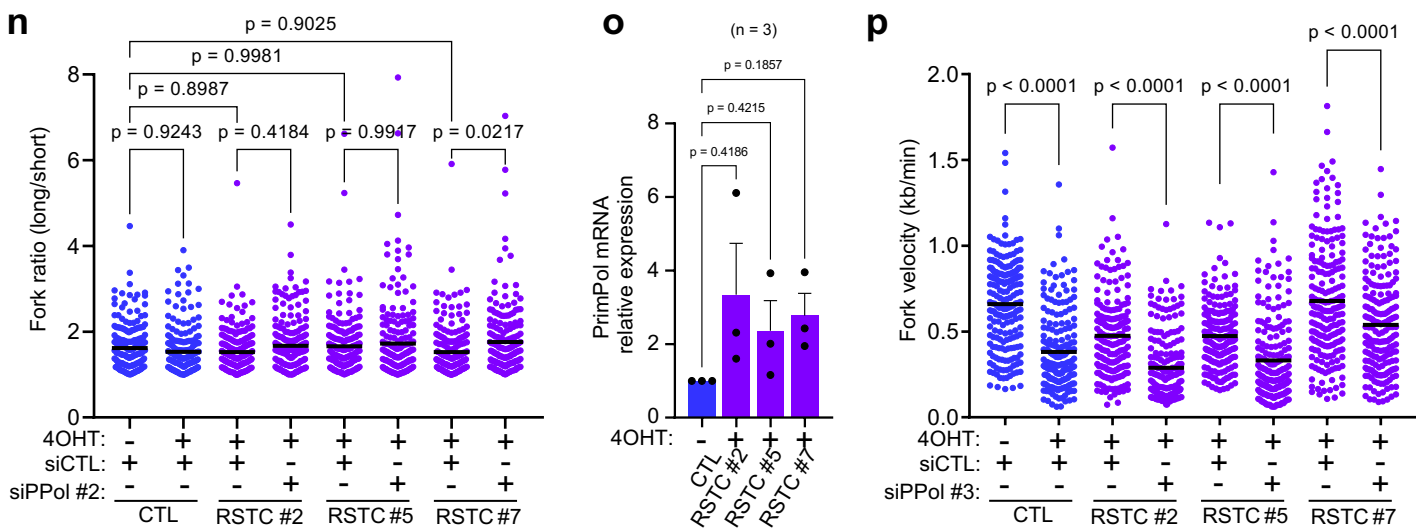 n
p = 0.9025
p = 0.9981
p = 0.8987
p = 0.9243
p = 0.4184
p = 0.9917
p = 0.0217
Fork ratio (long/short)
8
6
4
2
0
4OHT: - + + + + + + +
siCTL: + + + - + - + -
siPPol #2: - - - + - + - +
CTL RSTC #2 RSTC #5 RSTC #7
o
(n = 3)
p = 0.1857
p = 0.4215
p = 0.4186
PrimPol mRNA
relative expression
8
6
4
2
0
4OHT: - + + +
CTL
RSTC #2
RSTC #5
RSTC #7
p
p < 0.0001
p < 0.0001
p < 0.0001
p < 0.0001
Fork velocity (kb/min)
2.0
1.5
1.0
0.5
0.0
4OHT: - + + + + + + +
siCTL: + + + - + - + -
siPPol #3: - - - + - + - +
CTL RSTC #2 RSTC #5 RSTC #7